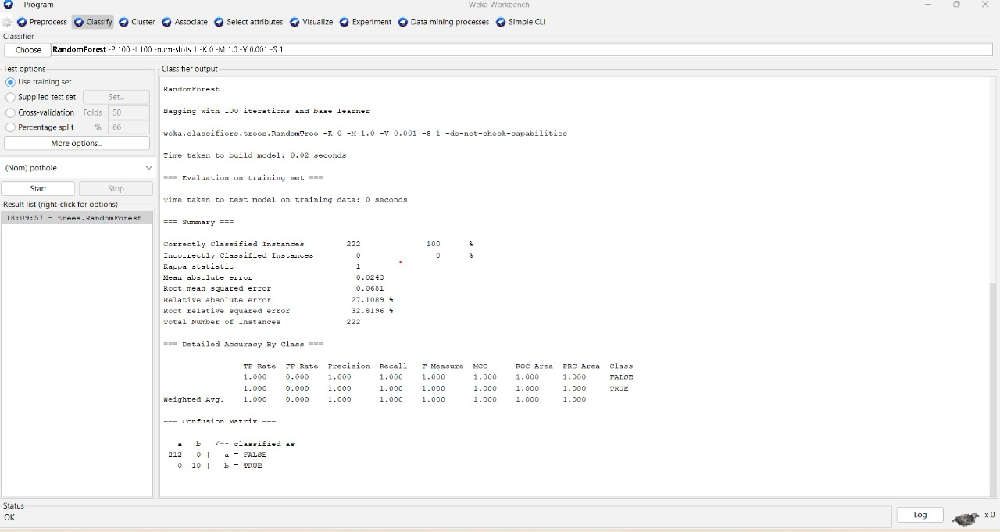 Program
Weka Workbench
Preprocess Classify Cluster Associate Select attributes Visualize Experiment Data mining processes Simple CLI
Classifier
Choose RandomForest -P 100 -I 100 -num-slots 1 -K 0 -M 1.0 -V 0.001 -S 1
Test options
Use training set
Supplied test set Set...
Cross-validation Folds 50
Percentage split % 66
More options...
(Nom) pothole
Start Stop
Result list (right-click for options)
18:09:57 - trees.RandomForest
Classifier output
RandomForest
Bagging with 100 iterations and base learner
weka.classifiers.trees.RandomTree -K 0 -M 1.0 -V 0.001 -S 1 -do-not-check-capabilities
Time taken to build model: 0.02 seconds
=== Evaluation on training set ===
Time taken to test model on training data: 0 seconds
=== Summary ===
Correctly Classified Instances 222 100 %
Incorrectly Classified Instances 0 0 %
Kappa statistic 1
Mean absolute error 0.0243
Root mean squared error 0.0681
Relative absolute error 27.1089 %
Root relative squared error 32.8196 %
Total Number of Instances 222
=== Detailed Accuracy By Class ===
TP Rate FP Rate Precision Recall F-Measure MCC ROC Area PRC Area Class
1.000 0.000 1.000 1.000 1.000 1.000 1.000 1.000 FALSE
1.000 0.000 1.000 1.000 1.000 1.000 1.000 1.000 TRUE
Weighted Avg. 1.000 0.000 1.000 1.000 1.000 1.000 1.000 1.000
=== Confusion Matrix ===
a b <-- classified as
212 0 | a = FALSE
0 10 | b = TRUE
Status
OK
Log x 0